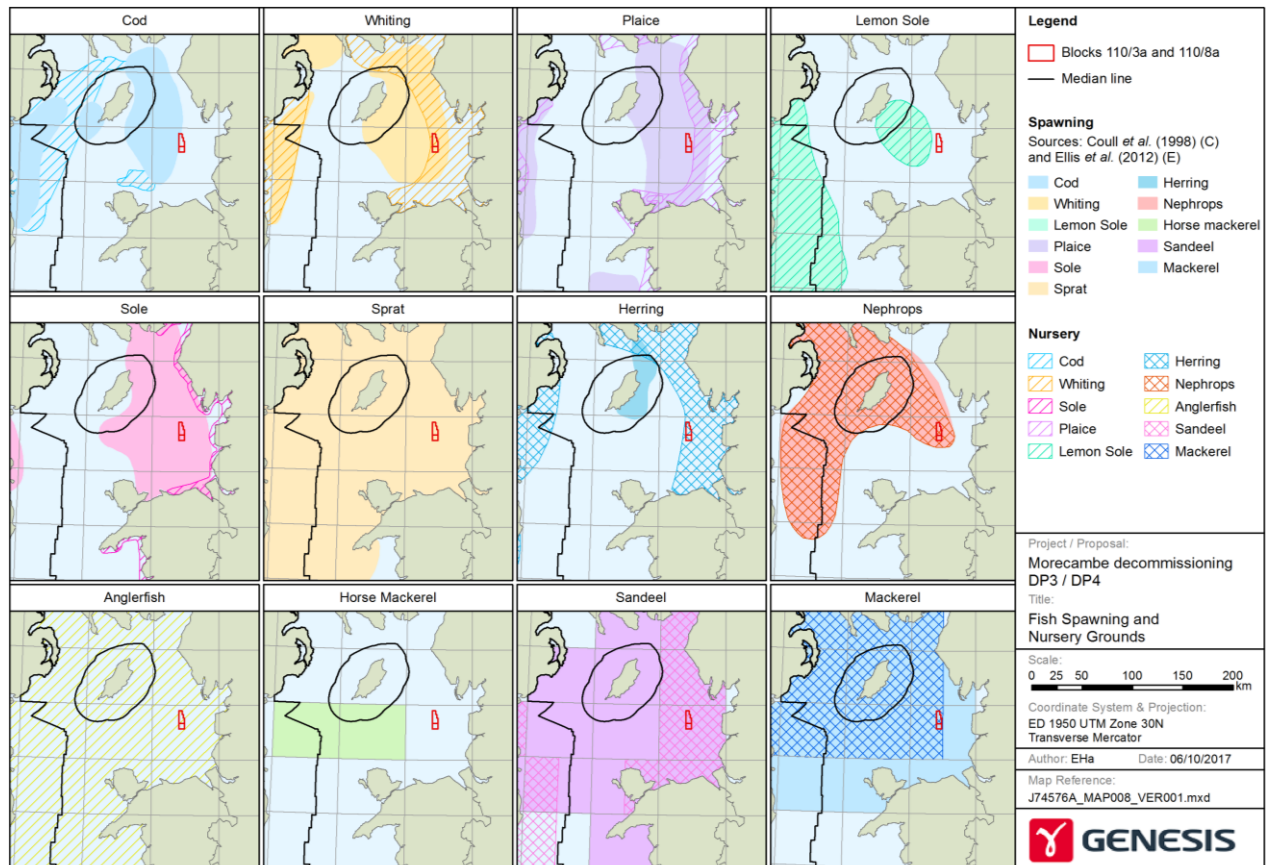 Cod
Whiting
Plaice
Lemon Sole
Sole
Sprat
Herring
Nephrops
Anglerfish
Horse Mackerel
Sandeel
Mackerel
Legend
Blocks 110/3a and 110/8a
Median line
Spawning
Sources: Coull et al. (1998) (C)
and Ellis et al. (2012) (E)
Cod
Whiting
Lemon Sole
Plaice
Sole
Sprat
Herring
Nephrops
Horse mackerel
Sandeel
Mackerel
Nursery
Cod
Whiting
Sole
Plaice
Lemon Sole
Herring
Nephrops
Anglerfish
Sandeel
Mackerel
Project / Proposal:
Morecambe decommissioning
DP3 / DP4
Title:
Fish Spawning and
Nursery Grounds
Scale:
0 25 50 100 150 200
km
Coordinate System & Projection:
ED 1950 UTM Zone 30N
Transverse Mercator
Author: EHa Date: 06/10/2017
Map Reference:
J74576A_MAP008_VER001.mxd
GENESIS